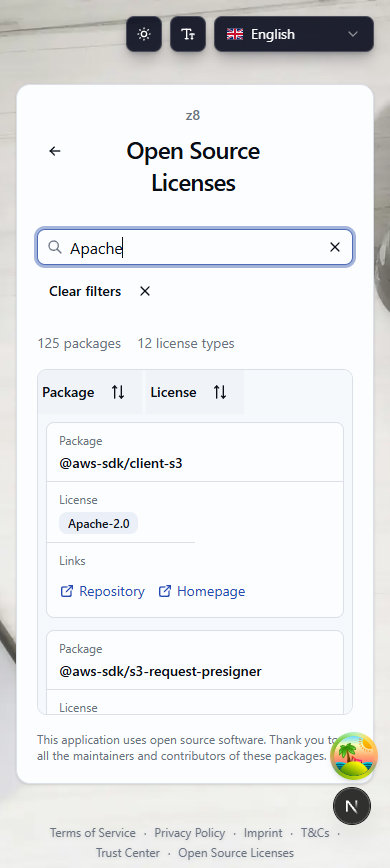 English
z8
Open Source
Licenses
Apache
Clear filters
125 packages 12 license types
Package License
Package
@aws-sdk/client-s3
License
Apache-2.0
Links
Repository Homepage
Package
@aws-sdk/s3-request-presigner
License
This application uses open source software. Thank you to
all the maintainers and contributors of these packages.
N
Terms of Service · Privacy Policy · Imprint · T&Cs ·
Trust Center · Open Source Licenses